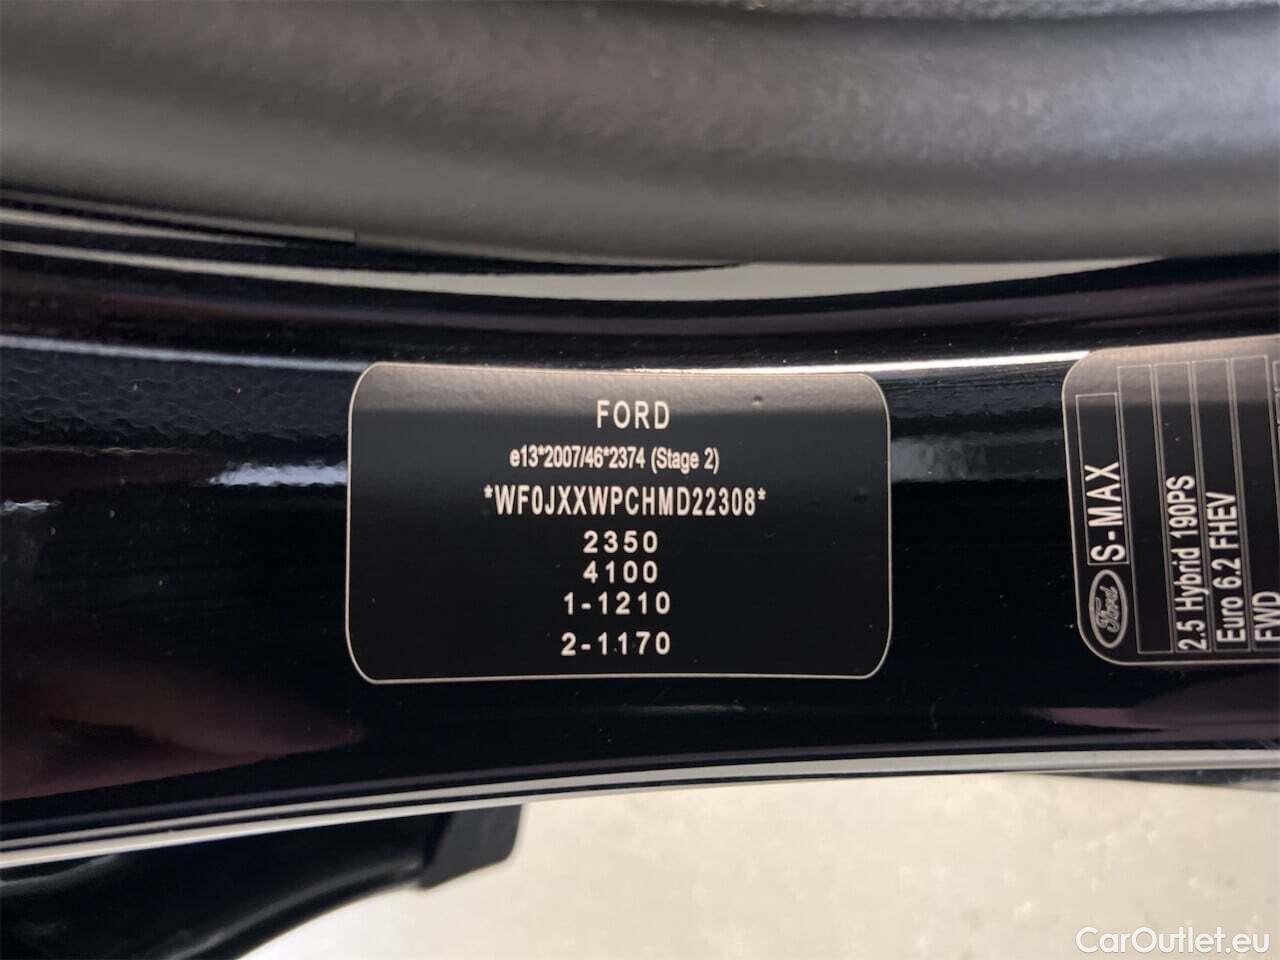 FORD
e13*2007/46*2374 (Stage 2)
*WF0JXXWPCHMD22308*
2350
4100
1-1210
2-1170
Ford
S-MAX
2.5 Hybrid 190PS
Euro 6.2 FHEV
FWD
CarOutlet.eu